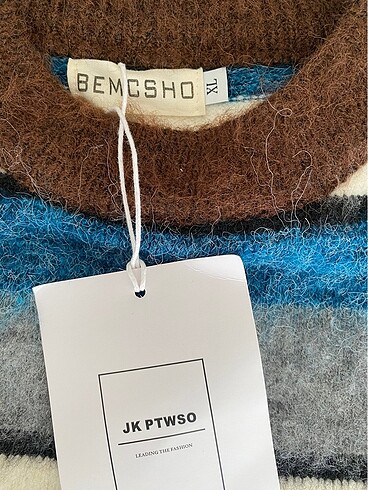 BEMCSHO
XL
JK PTWSO
LEADING THE FASHION